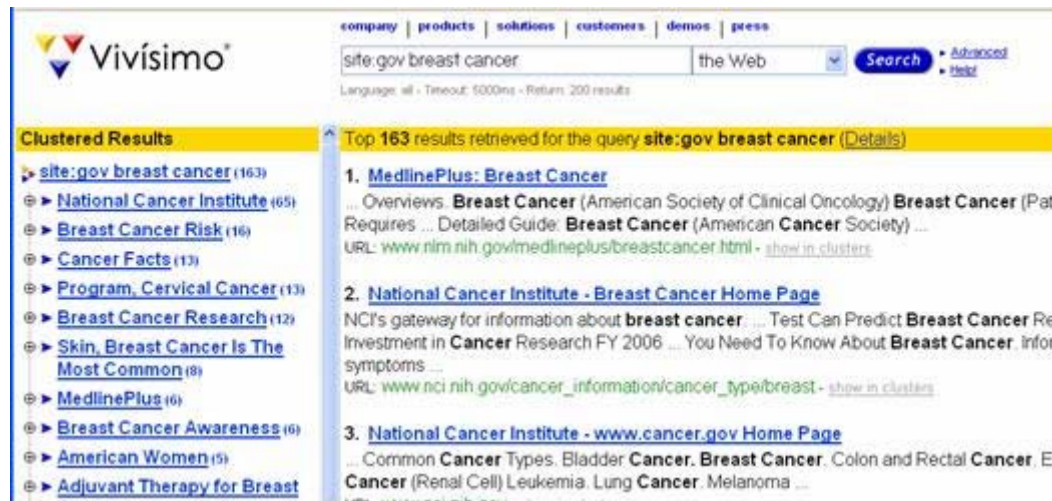 company | products | solutions | customers | demos | press
Vivísimo®
site:gov breast cancer the Web Search Advanced
Help!
Language: all - Timeout: 5000ms - Return: 200 results
Clustered Results
site:gov breast cancer (163)
National Cancer Institute (65)
Breast Cancer Risk (16)
Cancer Facts (13)
Program, Cervical Cancer (13)
Breast Cancer Research (12)
Skin, Breast Cancer Is The
Most Common (8)
MedlinePlus (6)
Breast Cancer Awareness (6)
American Women (5)
Adjuvant Therapy for Breast
Top 163 results retrieved for the query site:gov breast cancer (Details)
1. MedlinePlus: Breast Cancer
... Overviews. Breast Cancer (American Society of Clinical Oncology) Breast Cancer (Pat
Requires ... Detailed Guide: Breast Cancer (American Cancer Society) ...
URL: www.nlm.nih.gov/medlineplus/breastcancer.html - show in clusters
2. National Cancer Institute - Breast Cancer Home Page
NCI's gateway for information about breast cancer. ... Test Can Predict Breast Cancer Re
Investment in Cancer Research FY 2006 ... You Need To Know About Breast Cancer. Infor
symptoms ...
URL: www.nci.nih.gov/cancer_information/cancer_type/breast - show in clusters
3. National Cancer Institute - www.cancer.gov Home Page
... Common Cancer Types. Bladder Cancer. Breast Cancer. Colon and Rectal Cancer. E
Cancer (Renal Cell) Leukemia. Lung Cancer. Melanoma ...